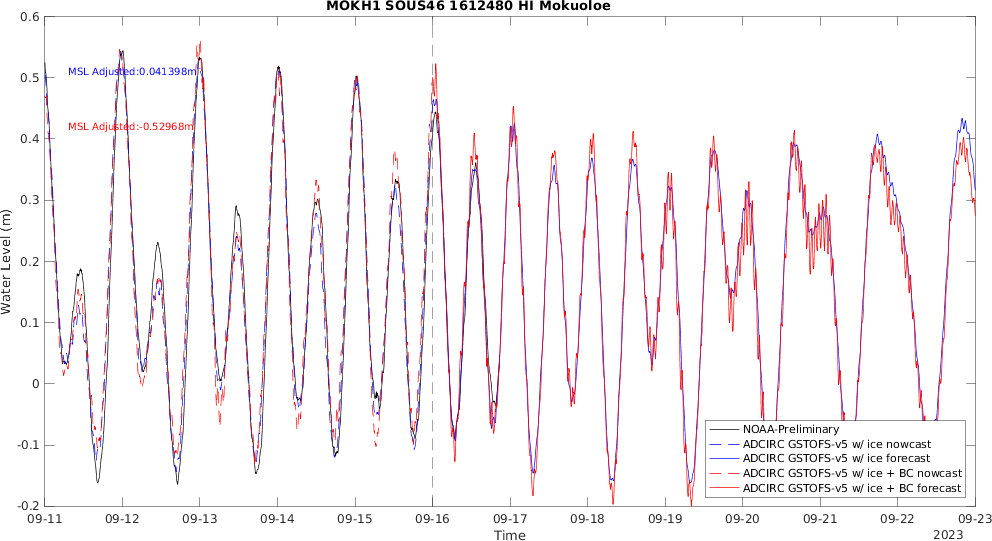 MOKH1 SOUS46 1612480 HI Mokuoloe
0.6
0.5
0.4
0.3
0.2
0.1
0
-0.1
-0.2
Water Level (m)
MSL Adjusted:0.041398m
MSL Adjusted:-0.52968m
NOAA-Preliminary
ADCIRC GSTOFS-v5 w/ ice nowcast
ADCIRC GSTOFS-v5 w/ ice forecast
ADCIRC GSTOFS-v5 w/ ice + BC nowcast
ADCIRC GSTOFS-v5 w/ ice + BC forecast
09-11 09-12 09-13 09-14 09-15 09-16 09-17 09-18 09-19 09-20 09-21 09-22 09-23
Time
2023